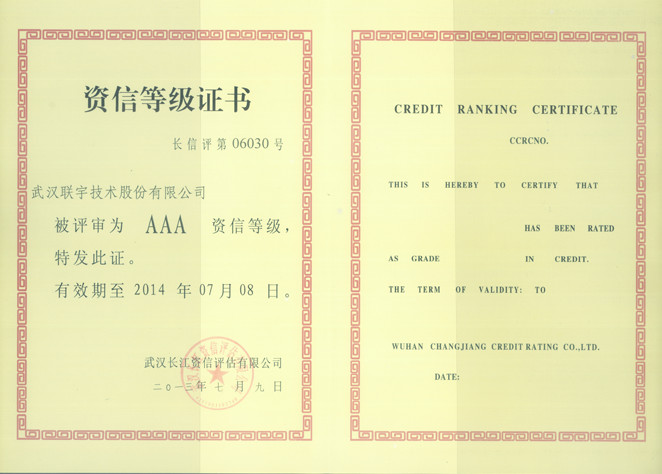 资信等级证书
长信评第06030号
武汉联宇技术股份有限公司
被评审为 AAA 资信等级，
特发此证。
有效期至 2014 年 07 月 08 日。
武汉长江资信评估有限公司
二〇一三年七月九日
CREDIT RANKING CERTIFICATE
CCRCNO.
THIS IS HEREBY TO CERTIFY THAT
HAS BEEN RATED
AS GRADE IN CREDIT.
THE TERM OF VALIDITY: TO
WUHAN CHANGJIANG CREDIT RATING CO.,LTD.
DATE: